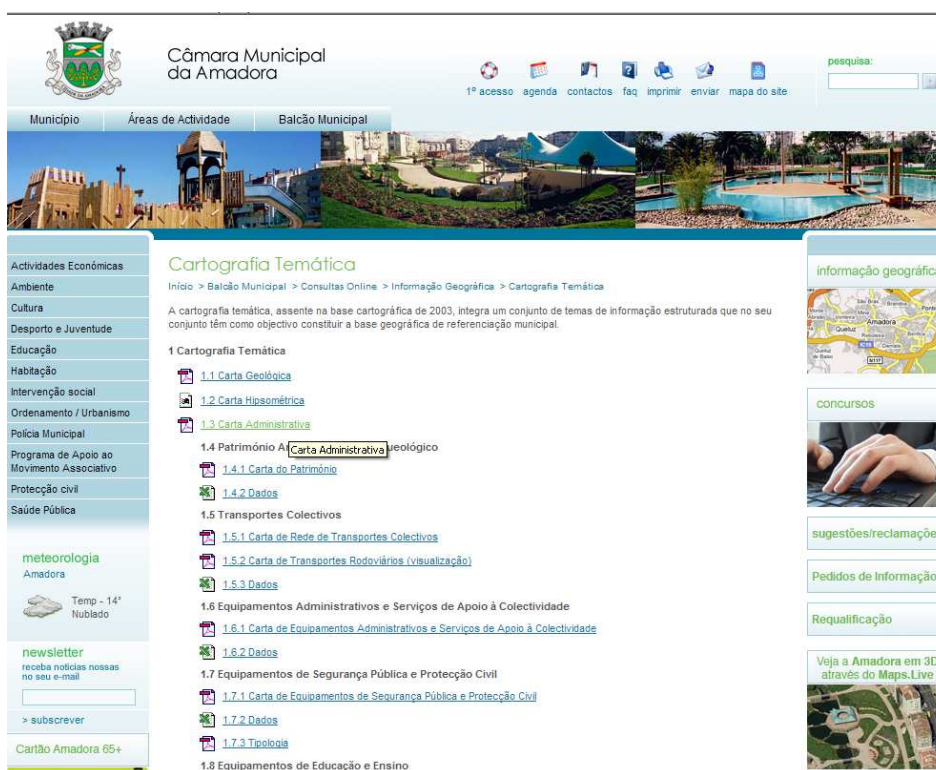 Câmara Municipal
da Amadora
1º acesso
agenda
contactos
faq
imprimir
enviar
mapa do site
pesquisa:
Município
Áreas de Actividade
Balcão Municipal
Actividades Económicas
Ambiente
Cultura
Desporto e Juventude
Educação
Habitação
Intervenção social
Ordenamento / Urbanismo
Polícia Municipal
Programa de Apoio ao
Movimento Associativo
Protecção civil
Saúde Pública
meteorologia
Amadora
Temp - 14°
Nublado
newsletter
receba notícias nossas
no seu e-mail
> subscrever
Cartão Amadora 65+
Cartografia Temática
Início > Balcão Municipal > Consultas Online > Informação Geográfica > Cartografia Temática
A cartografia temática, assente na base cartográfica de 2003, integra um conjunto de temas de informação estruturada que no seu
conjunto têm como objectivo constituir a base geográfica de referenciação municipal.
1 Cartografia Temática
1.1 Carta Geológica
1.2 Carta Hipsométrica
1.3 Carta Administrativa
1.4 Património A
Carta Administrativa
ueológico
1.4.1 Carta do Património
1.4.2 Dados
1.5 Transportes Colectivos
1.5.1 Carta de Rede de Transportes Colectivos
1.5.2 Carta de Transportes Rodoviários (visualização)
1.5.3 Dados
1.6 Equipamentos Administrativos e Serviços de Apoio à Colectividade
1.6.1 Carta de Equipamentos Administrativos e Serviços de Apoio à Colectividade
1.6.2 Dados
1.7 Equipamentos de Segurança Pública e Protecção Civil
1.7.1 Carta de Equipamentos de Segurança Pública e Protecção Civil
1.7.2 Dados
1.7.3 Tipologia
1.8 Equipamentos de Educação e Ensino
informação geográfica
Amadora
Queluz
concursos
sugestões/reclamaçõe
Pedidos de Informação
Requalificação
Veja a Amadora em 3D
através do Maps.Live